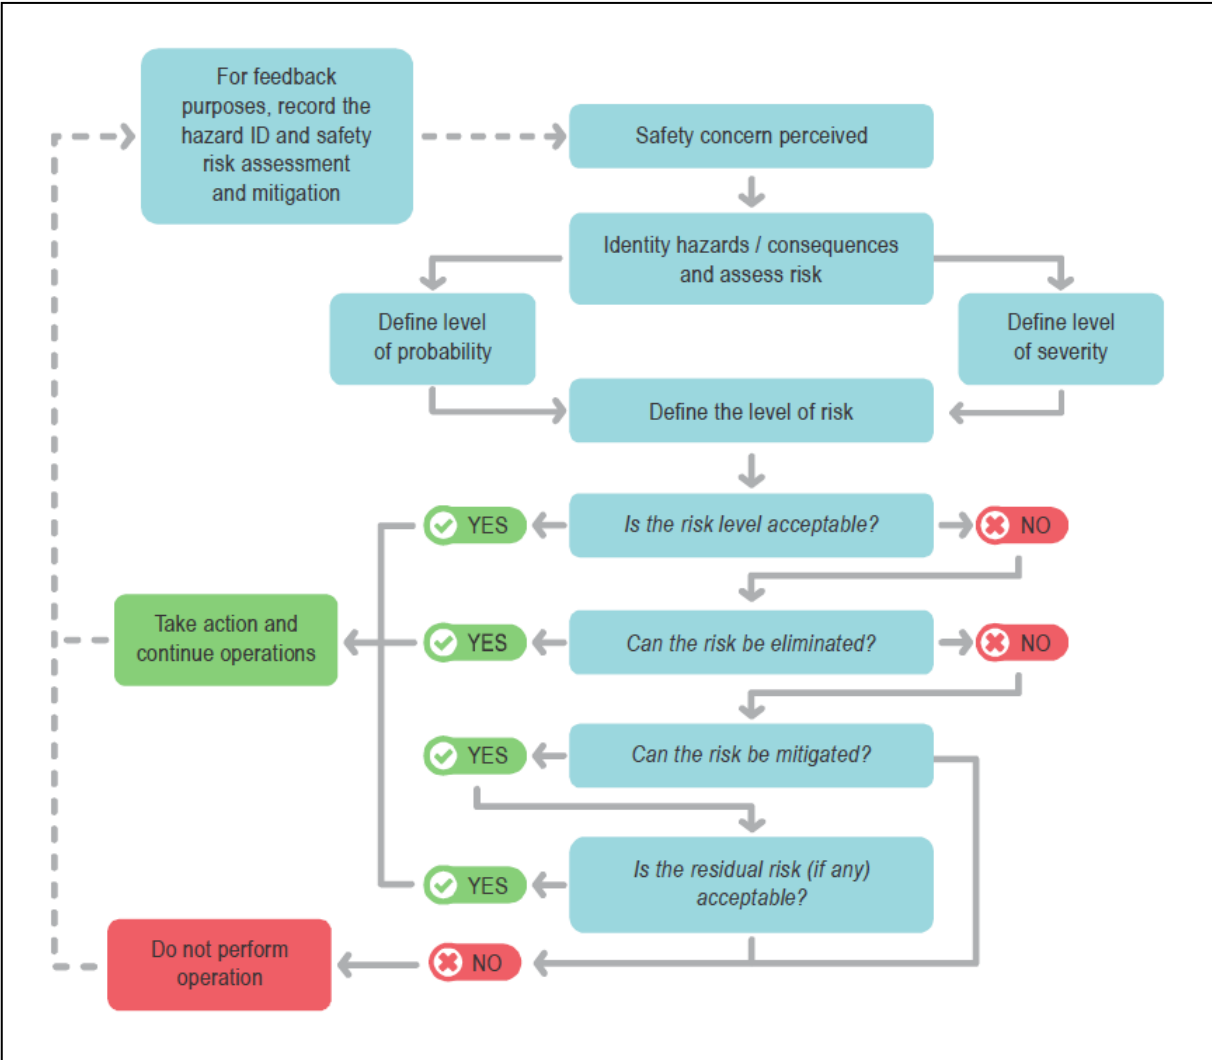 For feedback
purposes, record the
hazard ID and safety
risk assessment
and mitigation
Safety concern perceived
Identity hazards / consequences
and assess risk
Define level
of probability
Define level
of severity
Define the level of risk
YES
Is the risk level acceptable?
NO
Take action and
continue operations
YES
Can the risk be eliminated?
NO
YES
Can the risk be mitigated?
YES
Is the residual risk (if any)
acceptable?
Do not perform
operation
NO